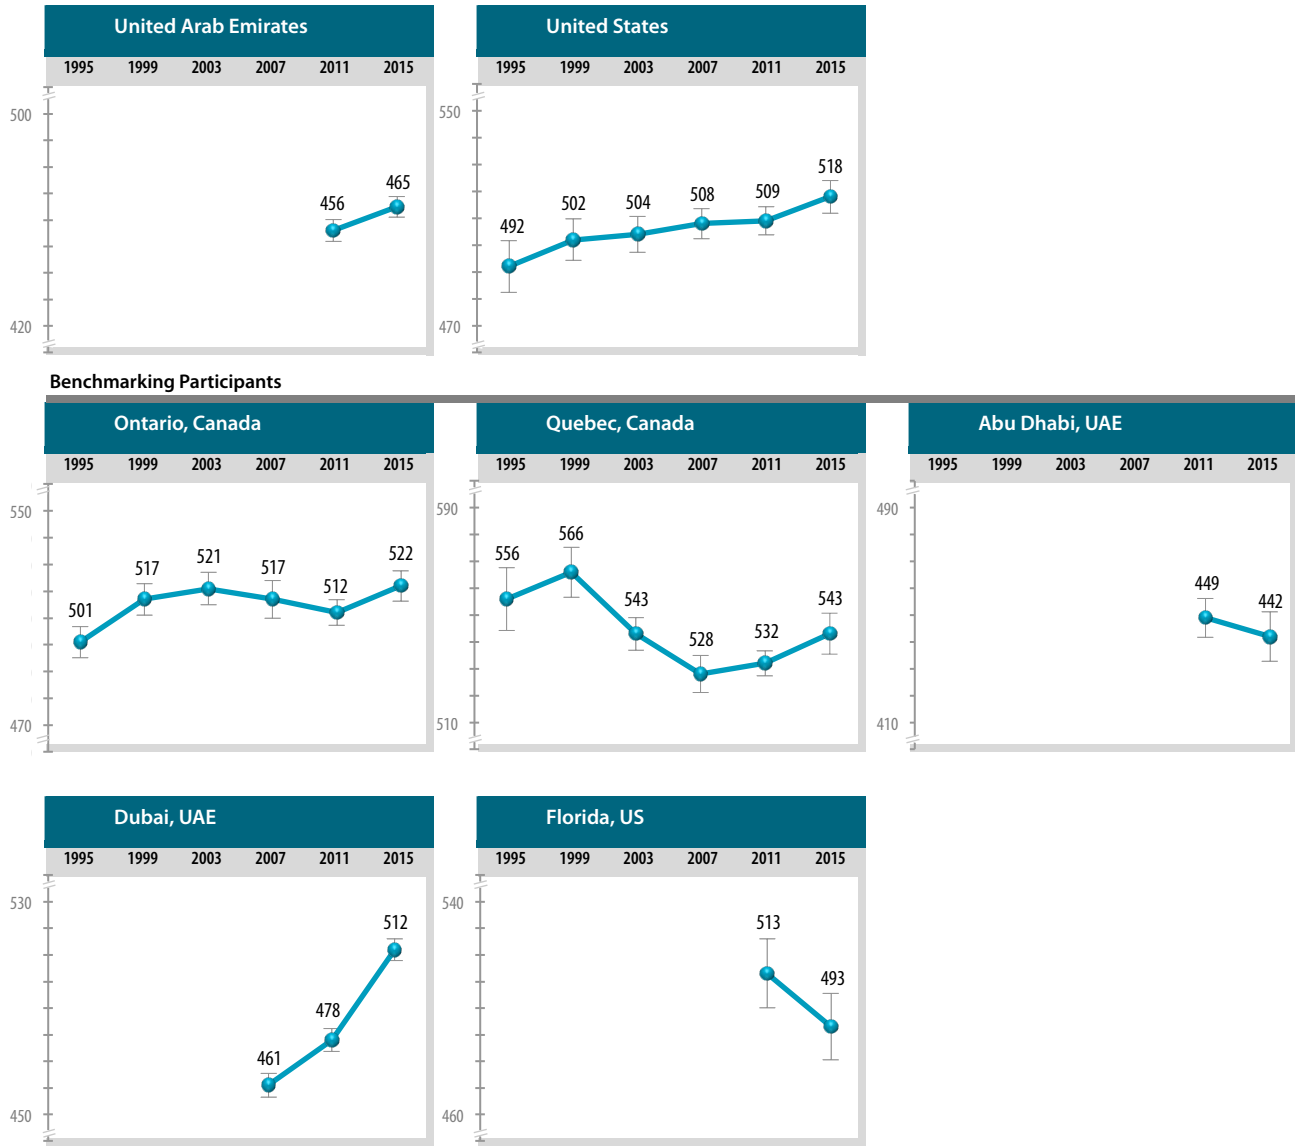 United Arab Emirates
1995 1999 2003 2007 2011 2015
500
456
465
420
United States
1995 1999 2003 2007 2011 2015
550
492
502
504
508
509
518
470
Benchmarking Participants
Ontario, Canada
1995 1999 2003 2007 2011 2015
550
501
517
521
517
512
522
470
Quebec, Canada
1995 1999 2003 2007 2011 2015
590
556
566
543
528
532
543
510
Abu Dhabi, UAE
1995 1999 2003 2007 2011 2015
490
449
442
410
Dubai, UAE
1995 1999 2003 2007 2011 2015
530
461
478
512
450
Florida, US
1995 1999 2003 2007 2011 2015
540
513
493
460